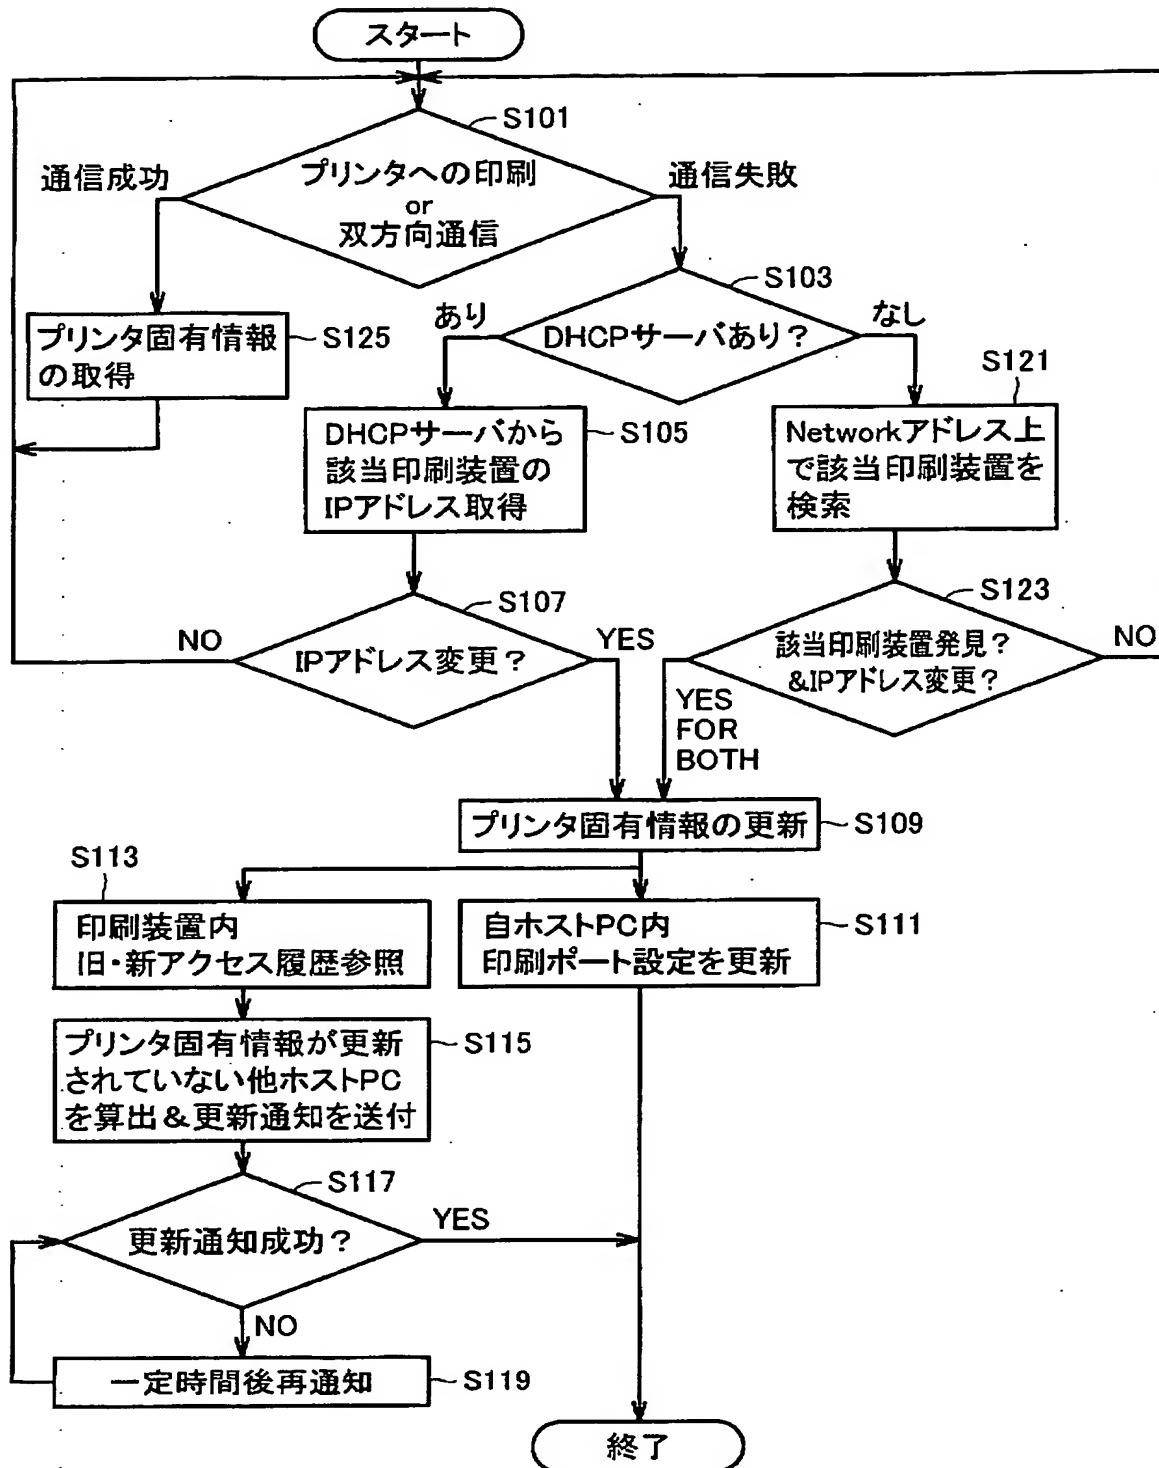 スタート
S101
通信成功
プリンタへの印刷
or
双方向通信
通信失敗
S103
あり
DHCPサーバあり？
なし
プリンタ固有情報
の取得
S125
S121
DHCPサーバから
該当印刷装置の
IPアドレス取得
S105
Networkアドレス上
で該当印刷装置を
検索
S107
NO
IPアドレス変更？
YES
S123
該当印刷装置発見？
&IPアドレス変更？
NO
YES
FOR
BOTH
プリンタ固有情報の更新
S109
S113
印刷装置内
旧・新アクセス履歴参照
自ホストPC内
印刷ポート設定を更新
S111
プリンタ固有情報が更新
されていない他ホストPC
を算出＆更新通知を送付
S115
S117
更新通知成功？
YES
NO
一定時間後再通知
S119
終了